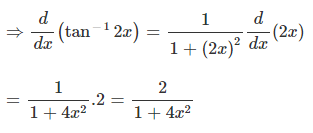 ⇒ d/dx (tan⁻¹ 2x) = 1/(1 + (2x)²) d/dx (2x)
= 1/(1 + 4x²) .2 = 2/(1 + 4x²)